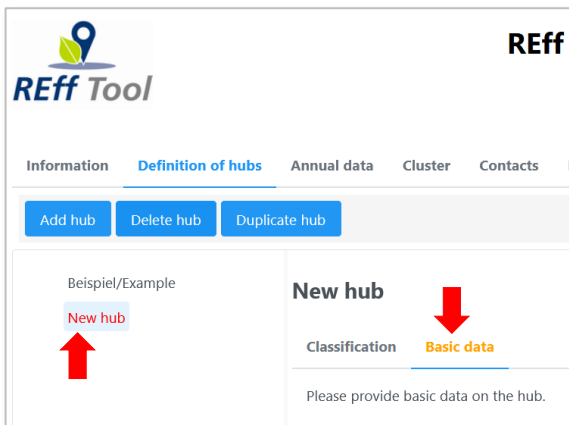 REff
REff Tool
Information Definition of hubs Annual data Cluster Contacts
Add hub Delete hub Duplicate hub
Beispiel/Example
New hub
New hub
Classification Basic data
Please provide basic data on the hub.